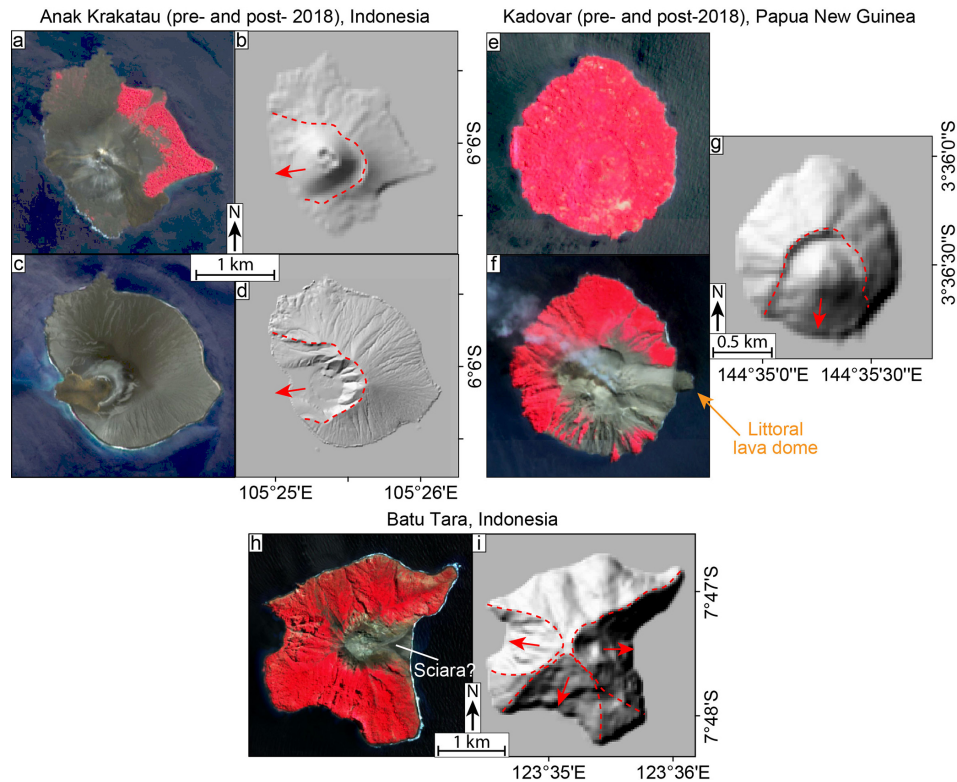 Anak Krakatau (pre- and post- 2018), Indonesia
Kadovar (pre- and post-2018), Papua New Guinea
a
b
6°6'S
N
1 km
c
d
6°6'S
105°25'E
105°26'E
e
f
g
3°36'0"S
3°36'30"S
N
0.5 km
144°35'0"E
144°35'30"E
Littoral
lava dome
Batu Tara, Indonesia
h
i
Sciara?
N
1 km
7°47'S
7°48'S
123°35'E
123°36'E